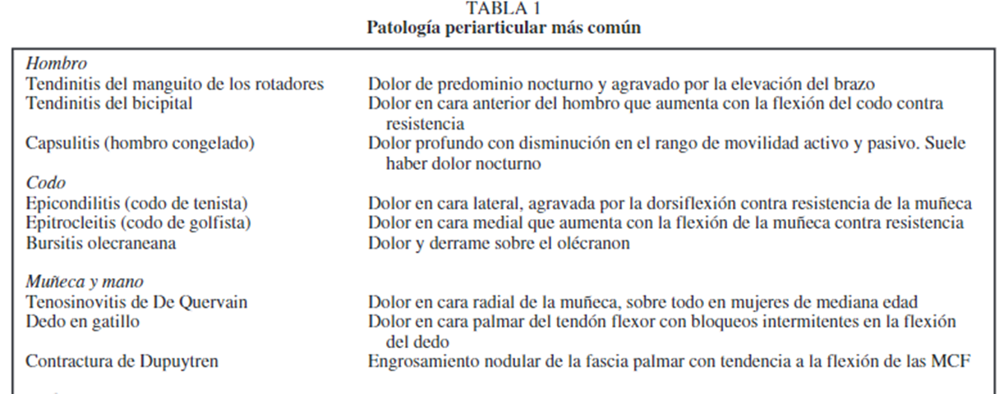 TABLA 1
Patología periarticular más común
Hombro
Tendinitis del manguito de los rotadores Dolor de predominio nocturno y agravado por la elevación del brazo
Tendinitis del bicipital Dolor en cara anterior del hombro que aumenta con la flexión del codo contra
resistencia
Capsulitis (hombro congelado) Dolor profundo con disminución en el rango de movilidad activo y pasivo. Suele
haber dolor nocturno
Codo
Epicondilitis (codo de tenista) Dolor en cara lateral, agravada por la dorsiflexión contra resistencia de la muñeca
Epitrocleitis (codo de golfista) Dolor en cara medial que aumenta con la flexión de la muñeca contra resistencia
Bursitis olecraneana Dolor y derrame sobre el olécranon
Muñeca y mano
Tenosinovitis de De Quervain Dolor en cara radial de la muñeca, sobre todo en mujeres de mediana edad
Dedo en gatillo Dolor en cara palmar del tendón flexor con bloqueos intermitentes en la flexión
del dedo
Contractura de Dupuytren Engrosamiento nodular de la fascia palmar con tendencia a la flexión de las MCF